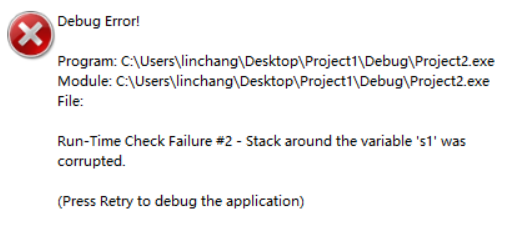 Debug Error!
Program: C:\Users\linchang\Desktop\Project1\Debug\Project2.exe
Module: C:\Users\linchang\Desktop\Project1\Debug\Project2.exe
File:
Run-Time Check Failure #2 - Stack around the variable 's1' was
corrupted.
(Press Retry to debug the application)